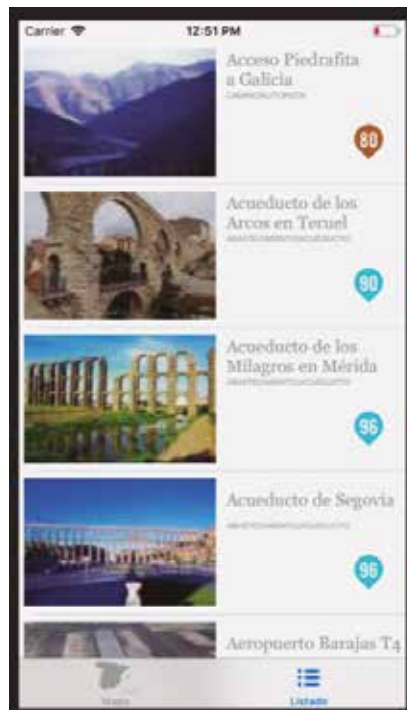 Carrier
12:51 PM
Acceso Piedrafita
a Galicia
80
Acueducto de los
Arcos en Teruel
90
Acueducto de los
Milagros en Mérida
96
Acueducto de Segovia
96
Aeropuerto Barajas T4
Mapa
Listado